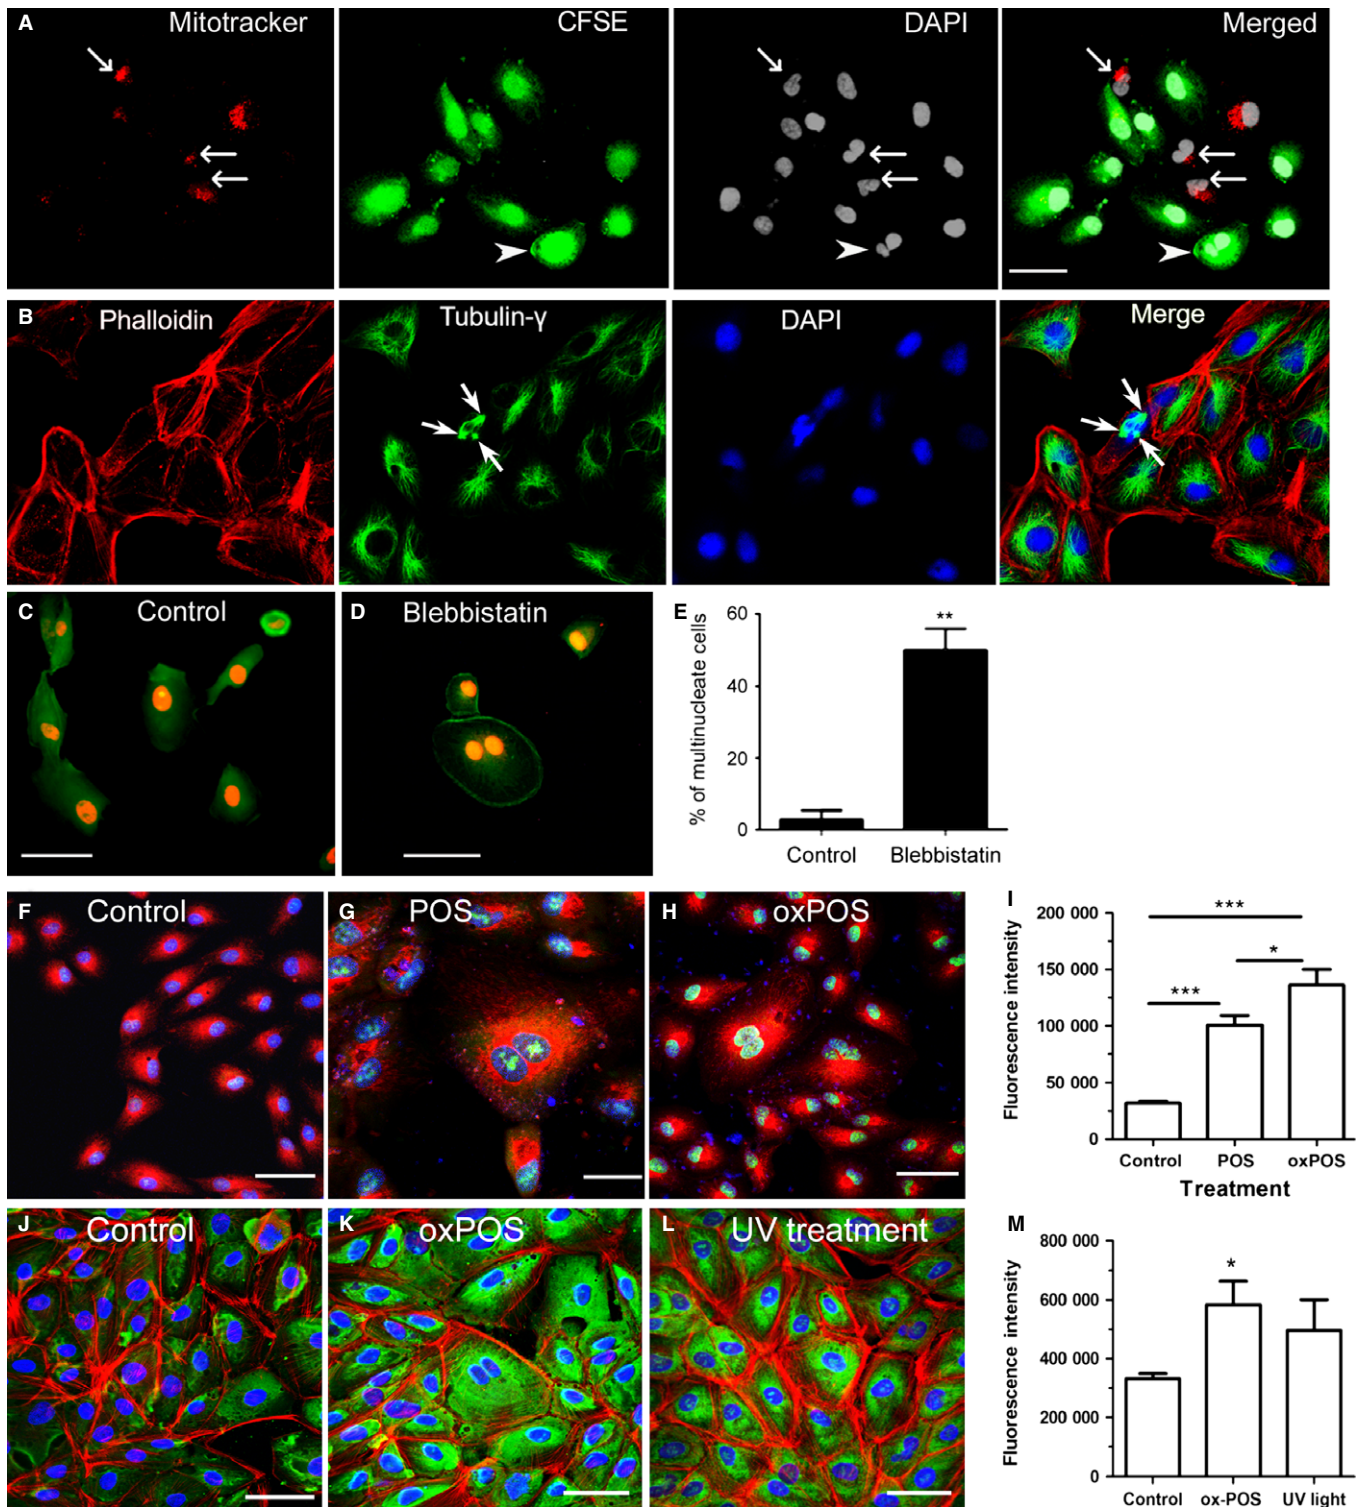 A Mitotracker CFSE DAPI Merged
B Phalloidin Tubulin-γ DAPI Merge
C Control D Blebbistatin E
% of multinucleate cells
60
40
20
0
**
Control Blebbistatin
F Control G POS H oxPOS I
Fluorescence intensity
200 000
150 000
100 000
50 000
0
***
*
***
Control POS oxPOS
Treatment
J Control K oxPOS L UV treatment M
Fluorescence intensity
800 000
600 000
400 000
200 000
0
*
Control ox-POS UV light